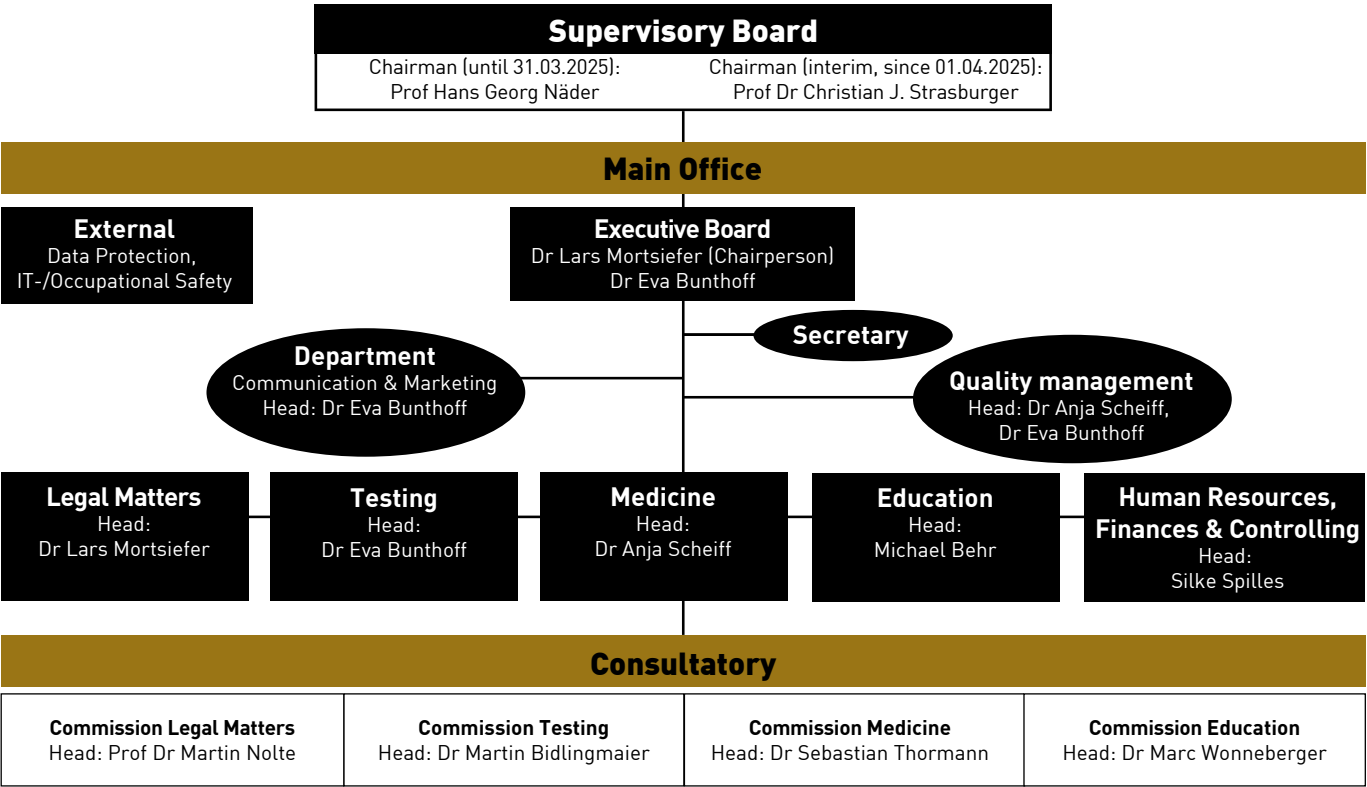 Supervisory Board
Chairman (until 31.03.2025):
Prof Hans Georg Näder
Chairman (interim, since 01.04.2025):
Prof Dr Christian J. Strasburger
Main Office
External
Data Protection,
IT-/Occupational Safety
Executive Board
Dr Lars Mortsiefer (Chairperson)
Dr Eva Bunthoff
Secretary
Department
Communication & Marketing
Head: Dr Eva Bunthoff
Quality management
Head: Dr Anja Scheiff,
Dr Eva Bunthoff
Legal Matters
Head:
Dr Lars Mortsiefer
Testing
Head:
Dr Eva Bunthoff
Medicine
Head:
Dr Anja Scheiff
Education
Head:
Michael Behr
Human Resources,
Finances & Controlling
Head:
Silke Spilles
Consultatory
Commission Legal Matters
Head: Prof Dr Martin Nolte
Commission Testing
Head: Dr Martin Bidlingmaier
Commission Medicine
Head: Dr Sebastian Thormann
Commission Education
Head: Dr Marc Wonneberger